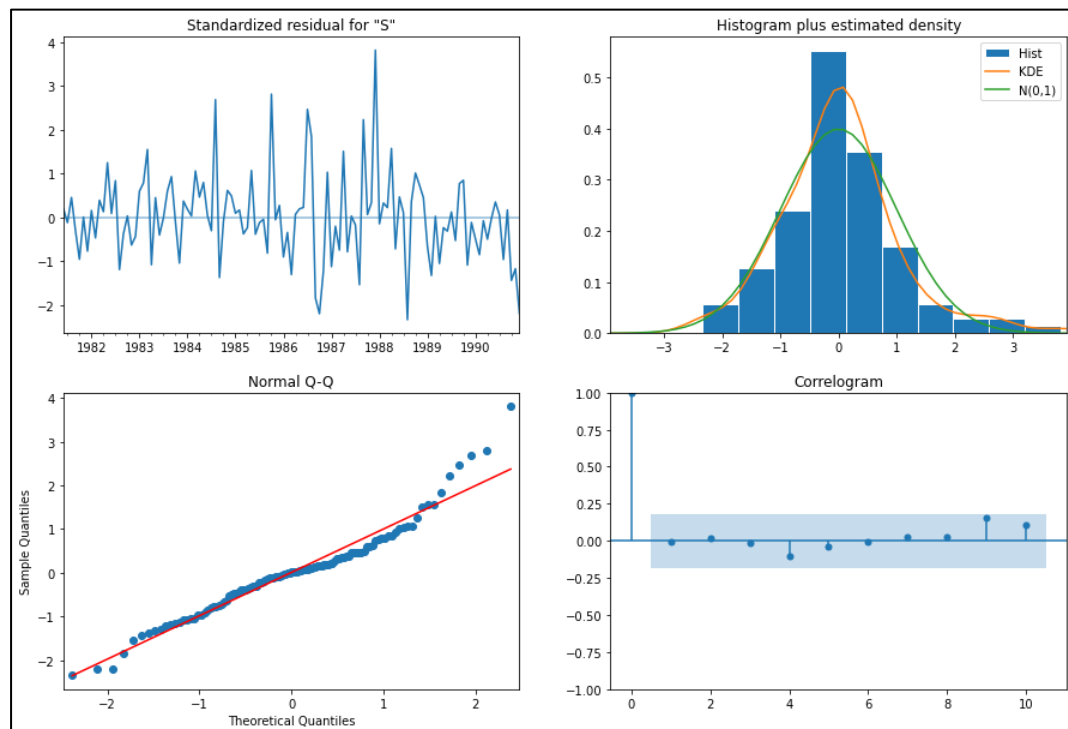 Standardized residual for "S"
4
3
2
1
0
−1
−2
1982 1983 1984 1985 1986 1987 1988 1989 1990
Histogram plus estimated density
Hist
KDE
N(0,1)
0.5
0.4
0.3
0.2
0.1
0.0
−3 −2 −1 0 1 2 3
Normal Q-Q
Sample Quantiles
4
3
2
1
0
−1
−2
−2 −1 0 1 2
Theoretical Quantiles
Correlogram
1.00
0.75
0.50
0.25
0.00
−0.25
−0.50
−0.75
−1.00
0 2 4 6 8 10